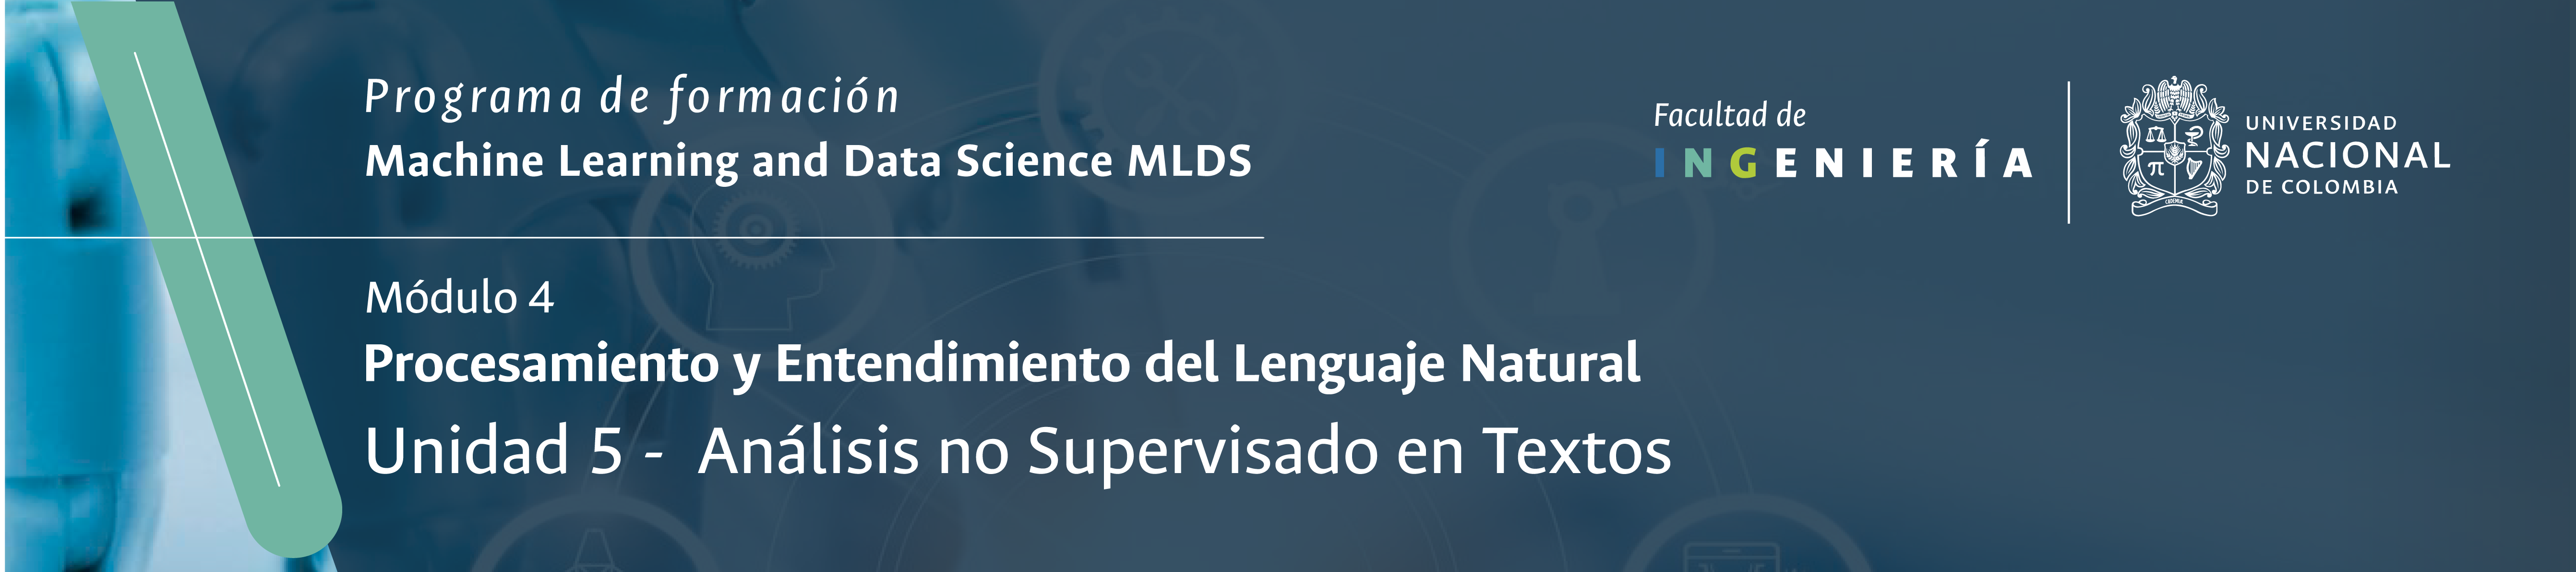 Programa de formación
Machine Learning and Data Science MLDS
Facultad de
INGENIERÍA
UNIVERSIDAD
NACIONAL
DE COLOMBIA
Módulo 4
Procesamiento y Entendimiento del Lenguaje Natural
Unidad 5 - Análisis no Supervisado en Textos